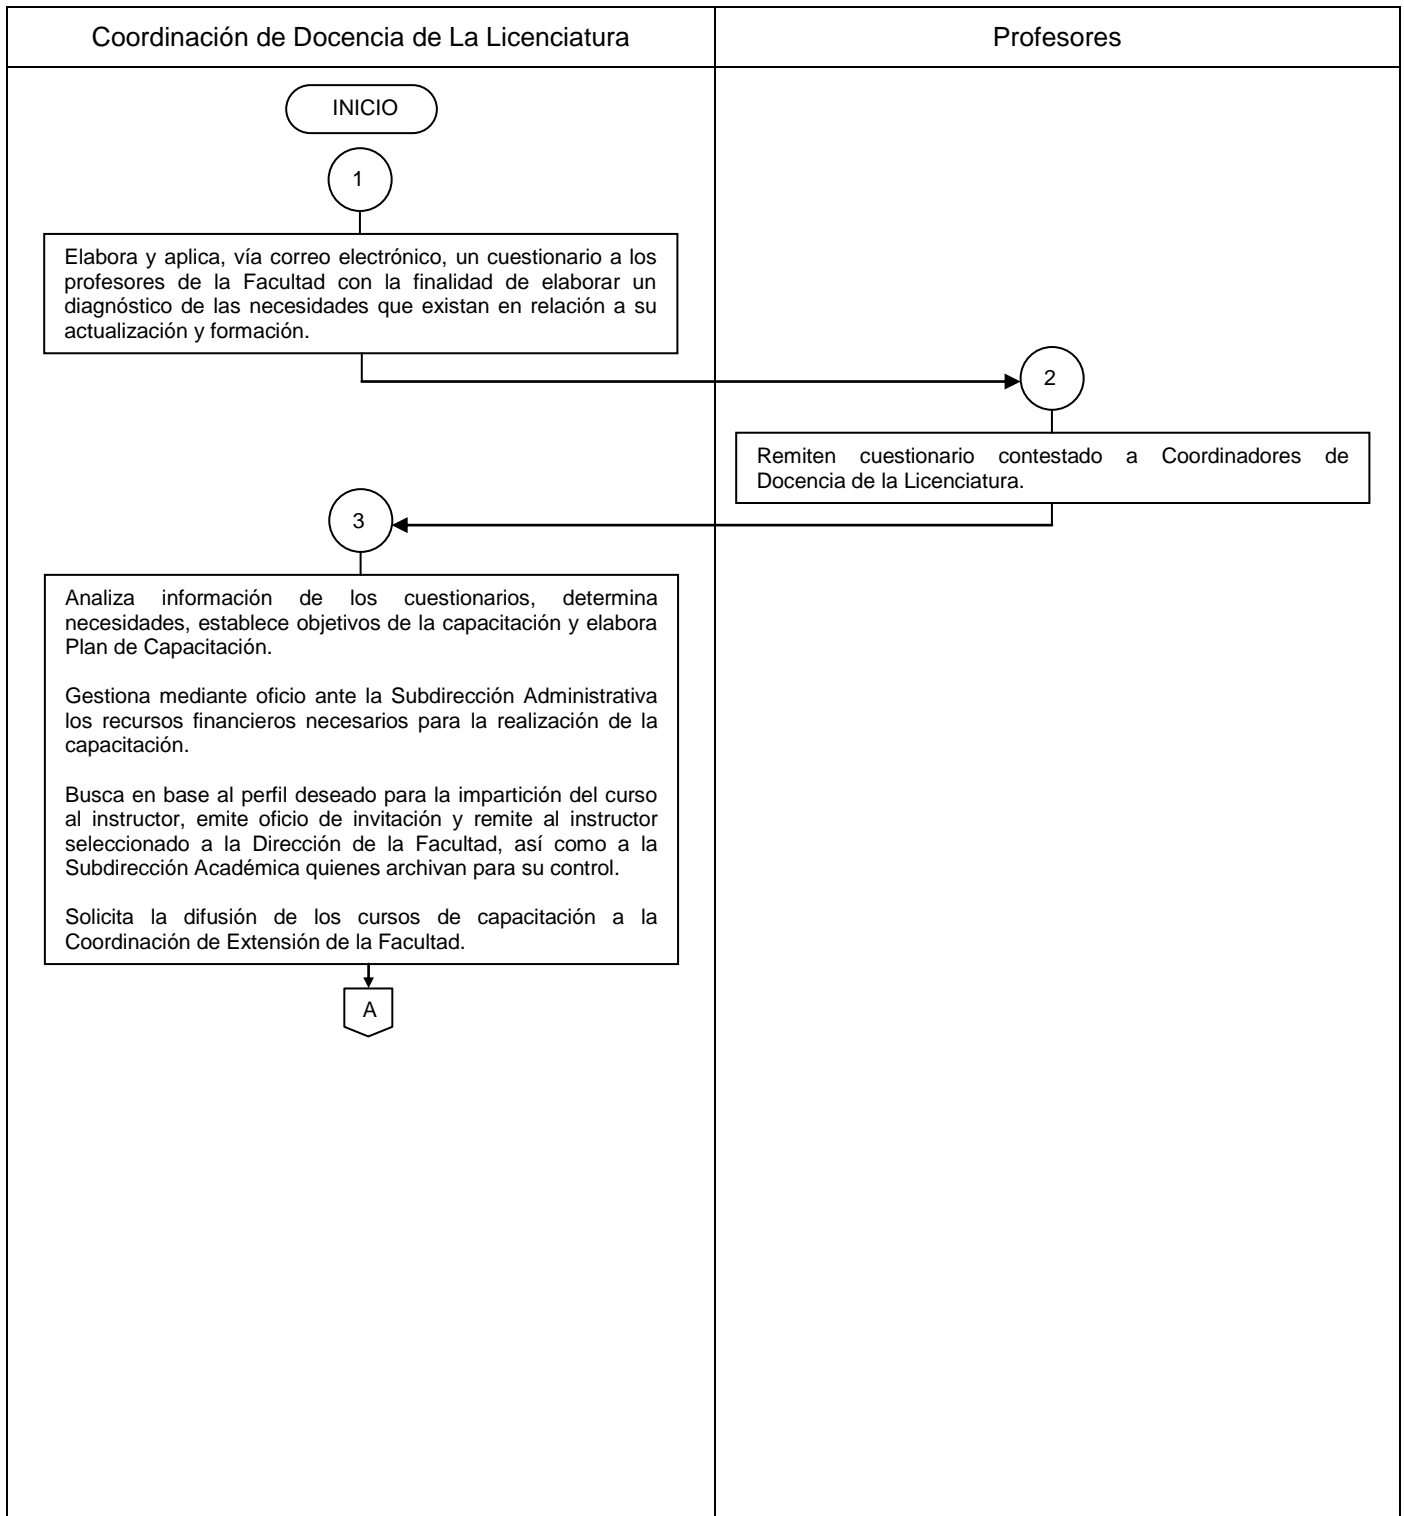 Coordinación de Docencia de La Licenciatura
Profesores
INICIO
1
Elabora y aplica, vía correo electrónico, un cuestionario a los
profesores de la Facultad con la finalidad de elaborar un
diagnóstico de las necesidades que existan en relación a su
actualización y formación.
2
Remiten cuestionario contestado a Coordinadores de
Docencia de la Licenciatura.
3
Analiza información de los cuestionarios, determina
necesidades, establece objetivos de la capacitación y elabora
Plan de Capacitación.
Gestiona mediante oficio ante la Subdirección Administrativa
los recursos financieros necesarios para la realización de la
capacitación.
Busca en base al perfil deseado para la impartición del curso
al instructor, emite oficio de invitación y remite al instructor
seleccionado a la Dirección de la Facultad, así como a la
Subdirección Académica quienes archivan para su control.
Solicita la difusión de los cursos de capacitación a la
Coordinación de Extensión de la Facultad.
A